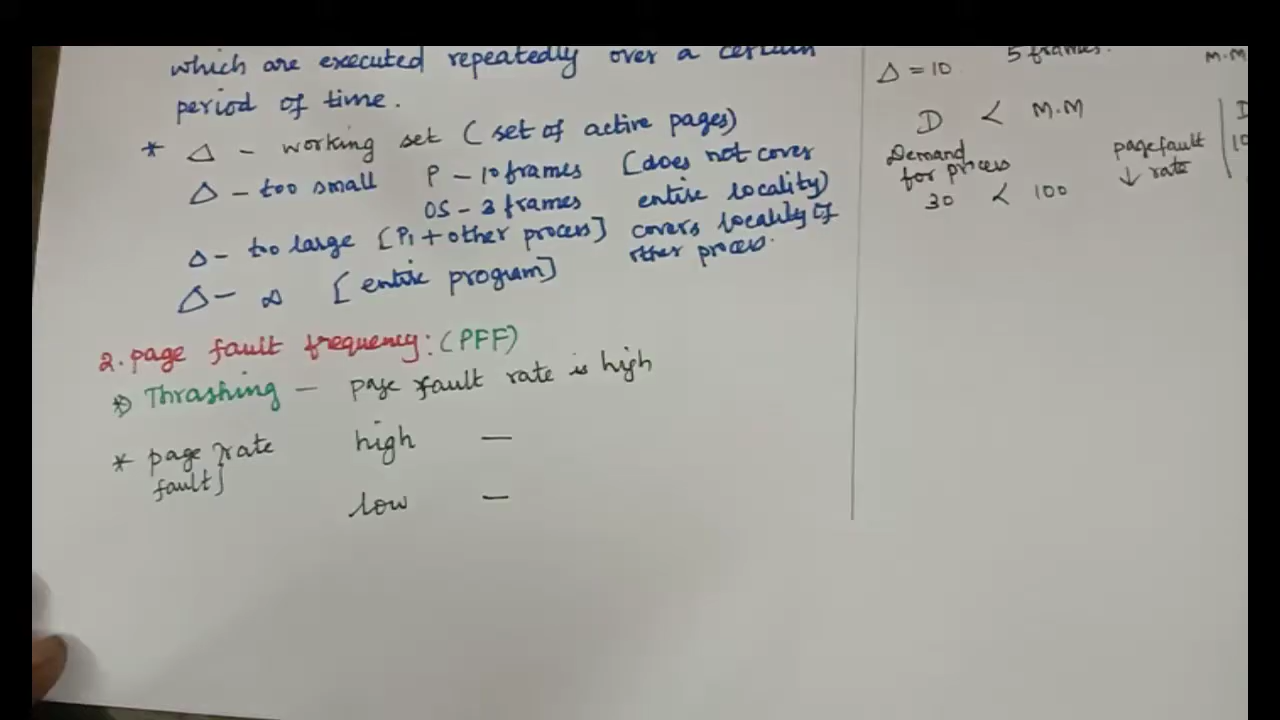 which are executed repeatedly over a certain
period of time.
* Δ - working set ( set of active pages)
Δ - too small P - 10 frames (does not cover
OS - 3 frames entire locality)
Δ - too large [P1 + other process] covers locality of
other process.
Δ - ∞ [entire program]
2. page fault frequency: (PFF)
*) Thrashing - page fault rate is high
* page rate high -
fault]
low -
5 frames.
M.M
Δ = 10
D < M.M
Demand
for process
30 < 100
page fault
↓ rate
D
10